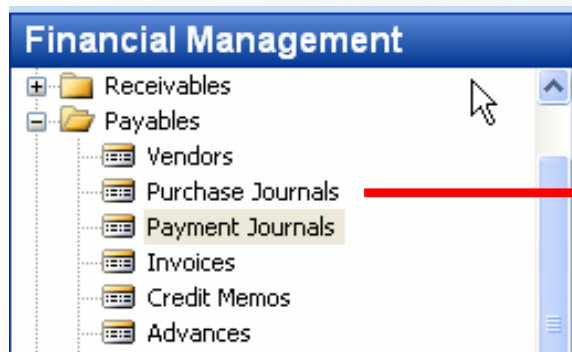 Financial Management
Receivables
Payables
Vendors
Purchase Journals
Payment Journals
Invoices
Credit Memos
Advances